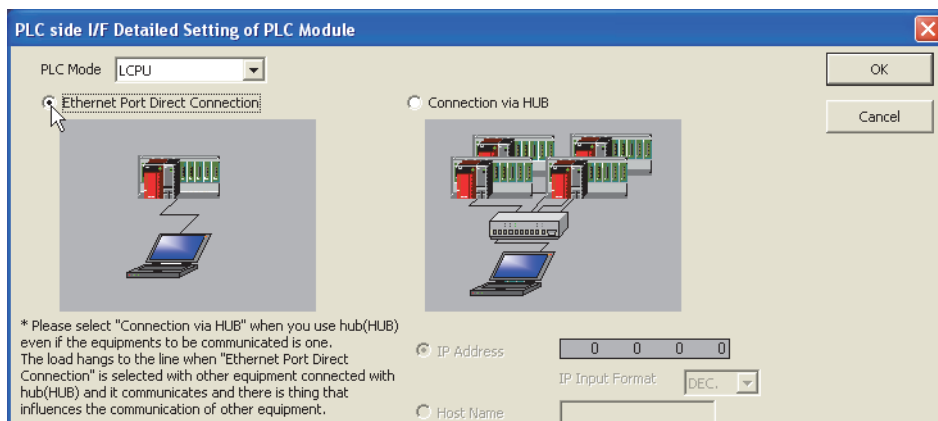 PLC side I/F Detailed Setting of PLC Module
PLC Mode LCPU
OK
Ethernet Port Direct Connection
Connection via HUB
Cancel
* Please select "Connection via HUB" when you use hub(HUB)
even if the equipments to be communicated is one.
The load hangs to the line when "Ethernet Port Direct
Connection" is selected with other equipment connected with
hub(HUB) and it communicates and there is thing that
influences the communication of other equipment.
IP Address 0 0 0 0
IP Input Format DEC.
Host Name